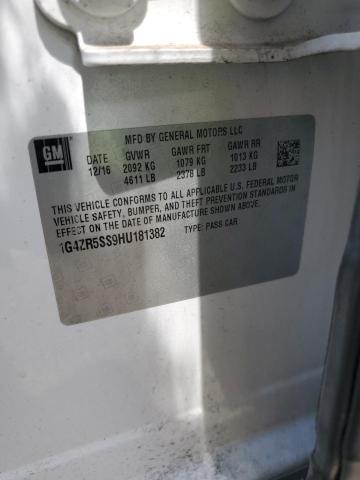 GM
MFD BY GENERAL MOTORS LLC
DATE GVWR GAWR FRT GAWR RR
12/16 2092 KG 1079 KG 1013 KG
4611 LB 2378 LB 2233 LB
THIS VEHICLE CONFORMS TO ALL APPLICABLE U.S. FEDERAL MOTOR
VEHICLE SAFETY, BUMPER, AND THEFT PREVENTION STANDARDS IN
EFFECT ON THE DATE OF MANUFACTURE SHOWN ABOVE.
1G4ZR5SS9HU181382 TYPE: PASS CAR